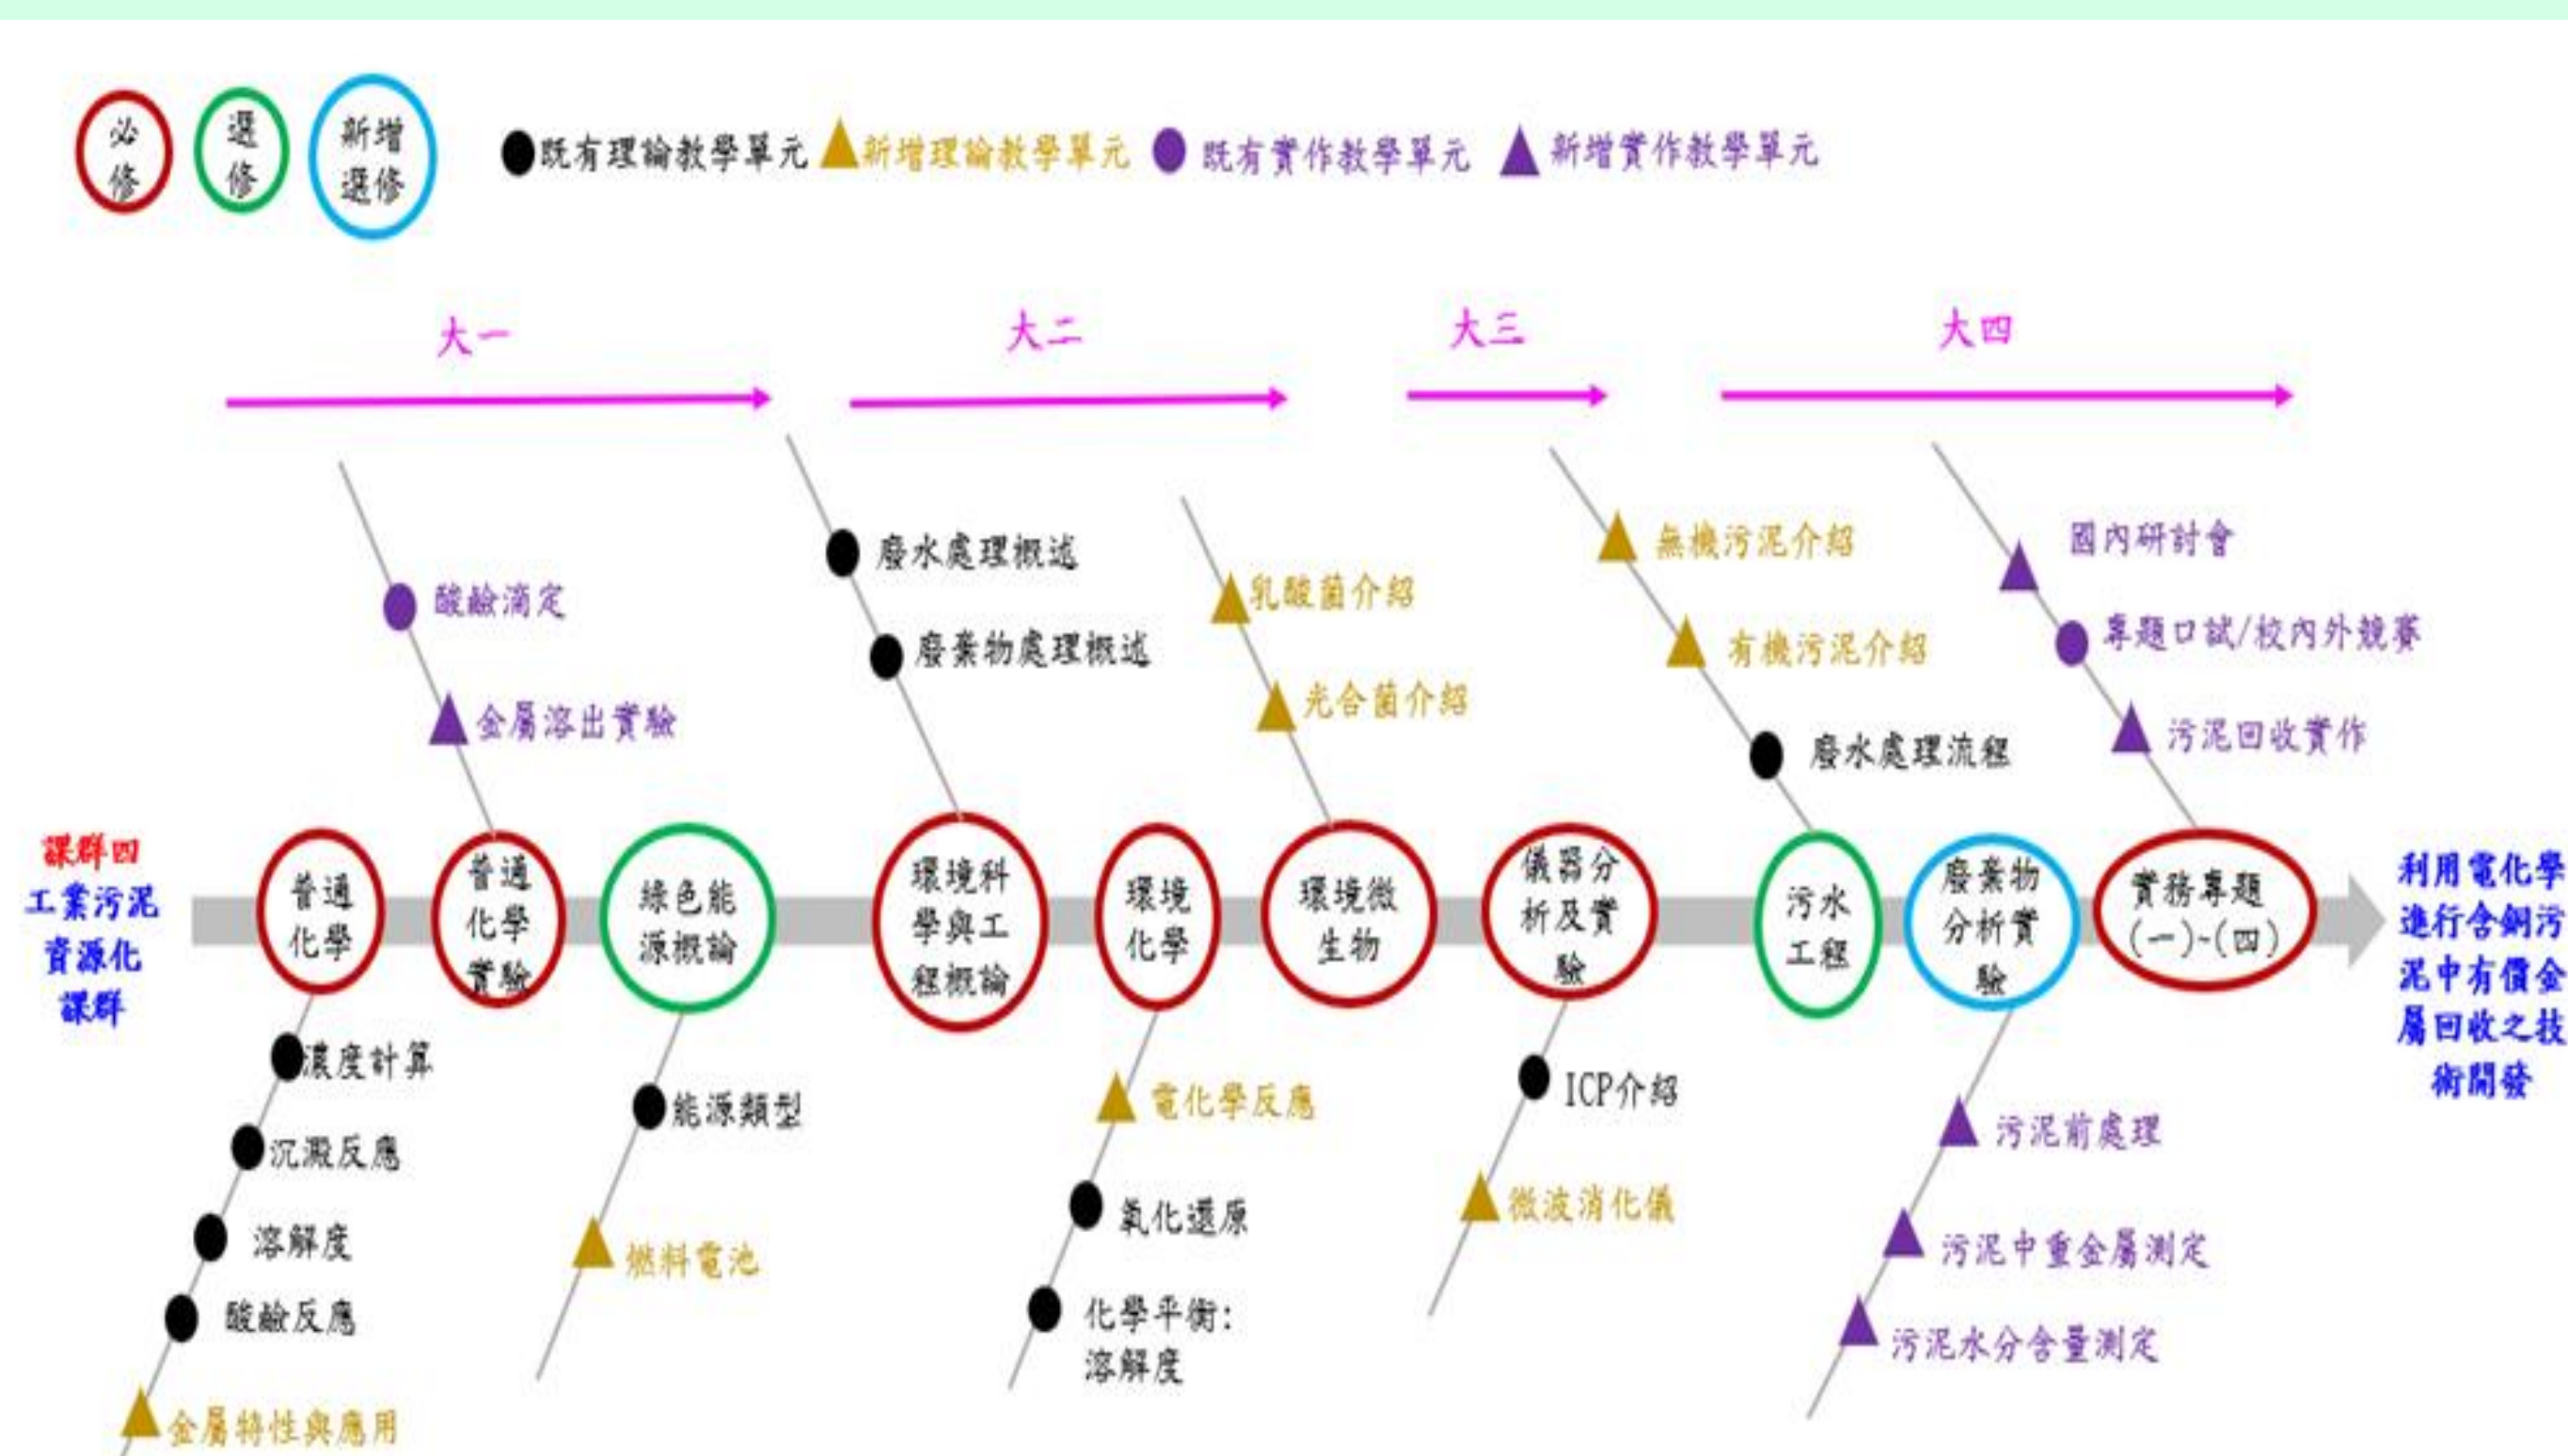 必
修
選
修
新增
選修
既有理論教學單元
新增理論教學單元
既有實作教學單元
新增實作教學單元
大一
大二
大三
大四
酸鹼滴定
金屬溶出實驗
廢水處理概述
廢棄物處理概述
乳酸菌介紹
光合菌介紹
無機污泥介紹
有機污泥介紹
廢水處理流程
國內研討會
專題口試/校內外競賽
污泥回收實作
課群四
工業污泥
資源化
課群
普通
化學
普通
化學
實驗
綠色能
源概論
環境科
學與工
程概論
環境
化學
環境微
生物
儀器分
析及實
驗
污水
工程
廢棄物
分析實
驗
實務專題
(一)-(四)
利用電化學
進行含銅污
泥中有價金
屬回收之技
術開發
濃度計算
沉澱反應
溶解度
酸鹼反應
金屬特性與應用
能源類型
燃料電池
電化學反應
氧化還原
化學平衡:
溶解度
ICP介紹
微波消化儀
污泥前處理
污泥中重金屬測定
污泥水分含量測定